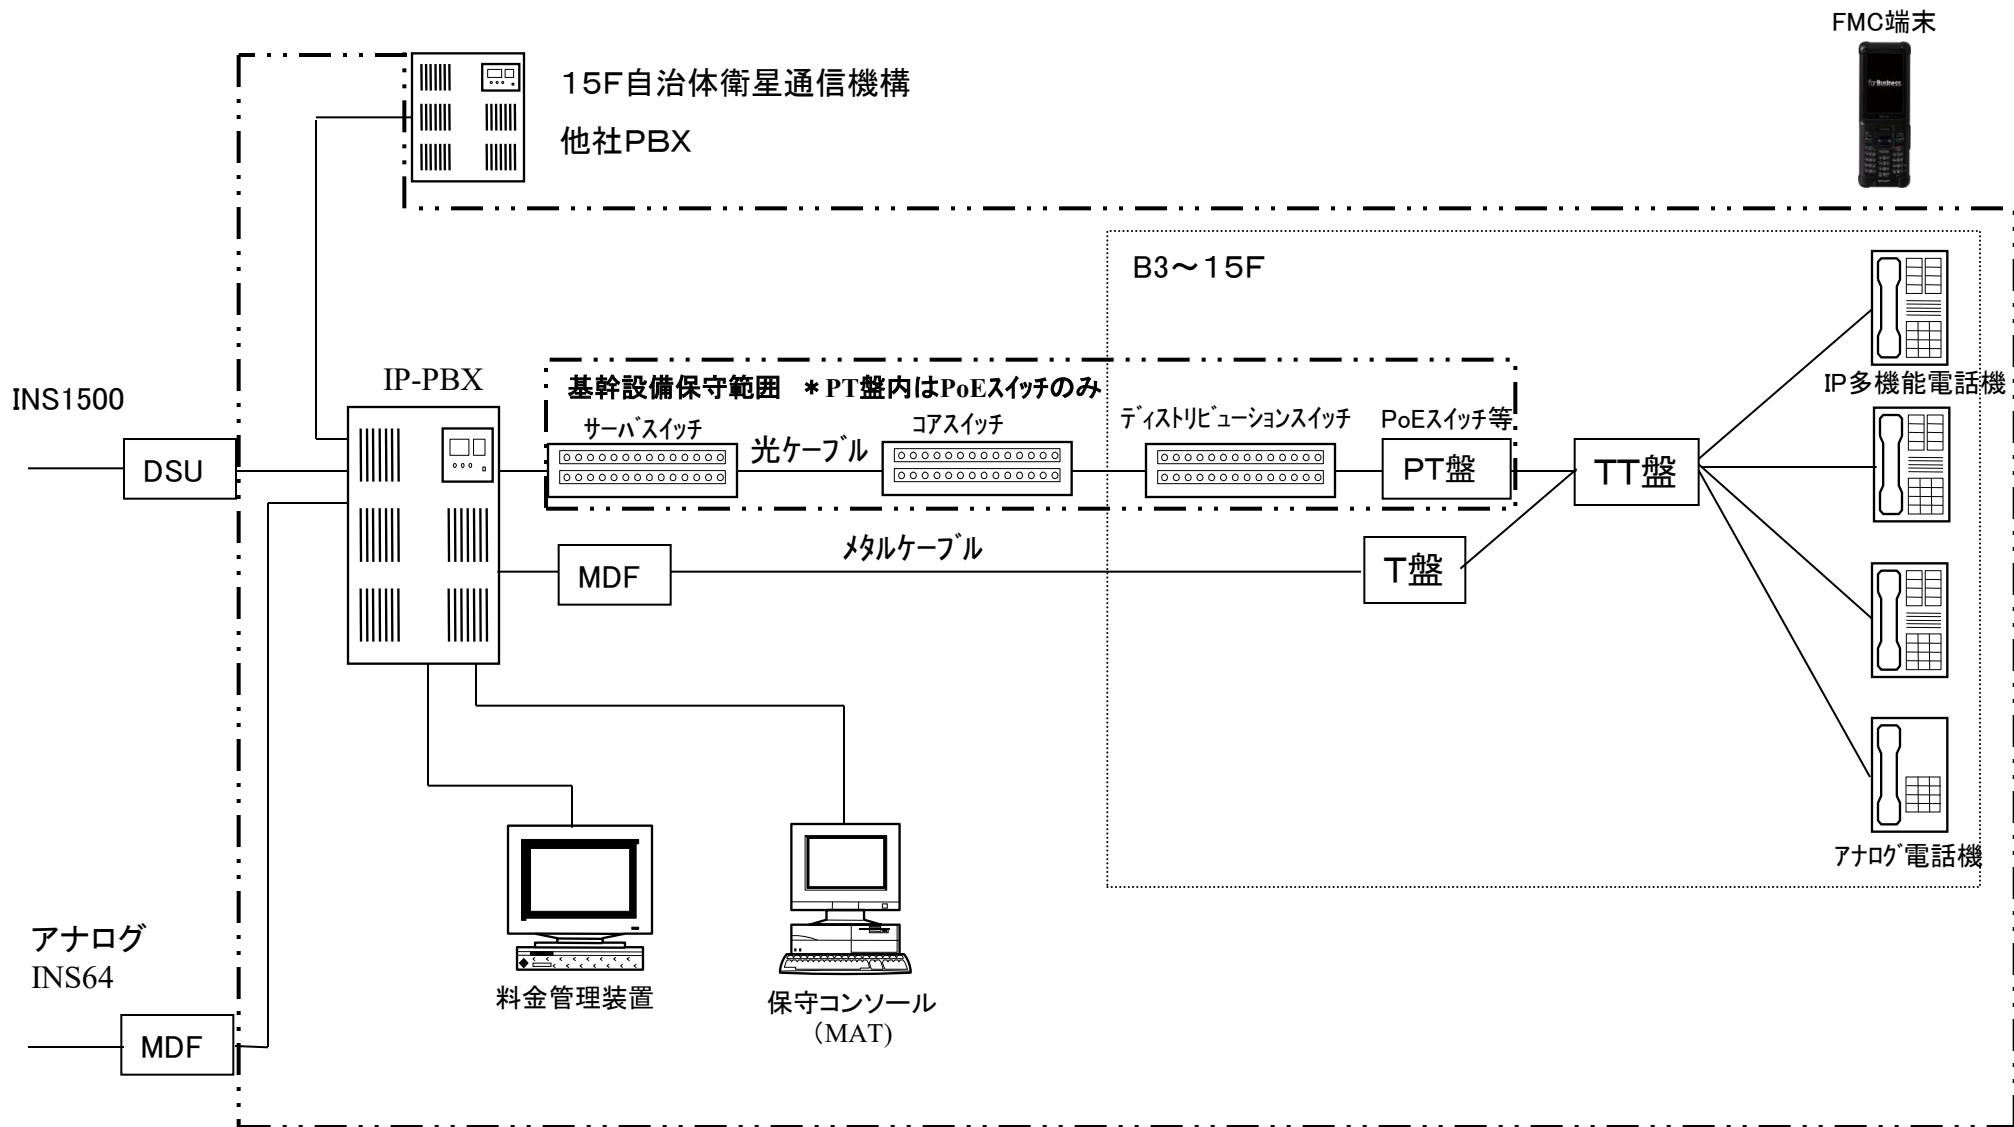 FMC端末
forBusiness
15F自治体衛星通信機構
他社PBX
B3～15F
IP-PBX
INS1500
DSU
基幹設備保守範囲 ＊PT盤内はPoEスイッチのみ
サーバスイッチ
光ケーブル
コアスイッチ
ディストリビューションスイッチ
PoEスイッチ等
PT盤
TT盤
IP多機能電話機
MDF
メタルケーブル
T盤
アナログ電話機
アナログ
INS64
MDF
料金管理装置
保守コンソール
（MAT)